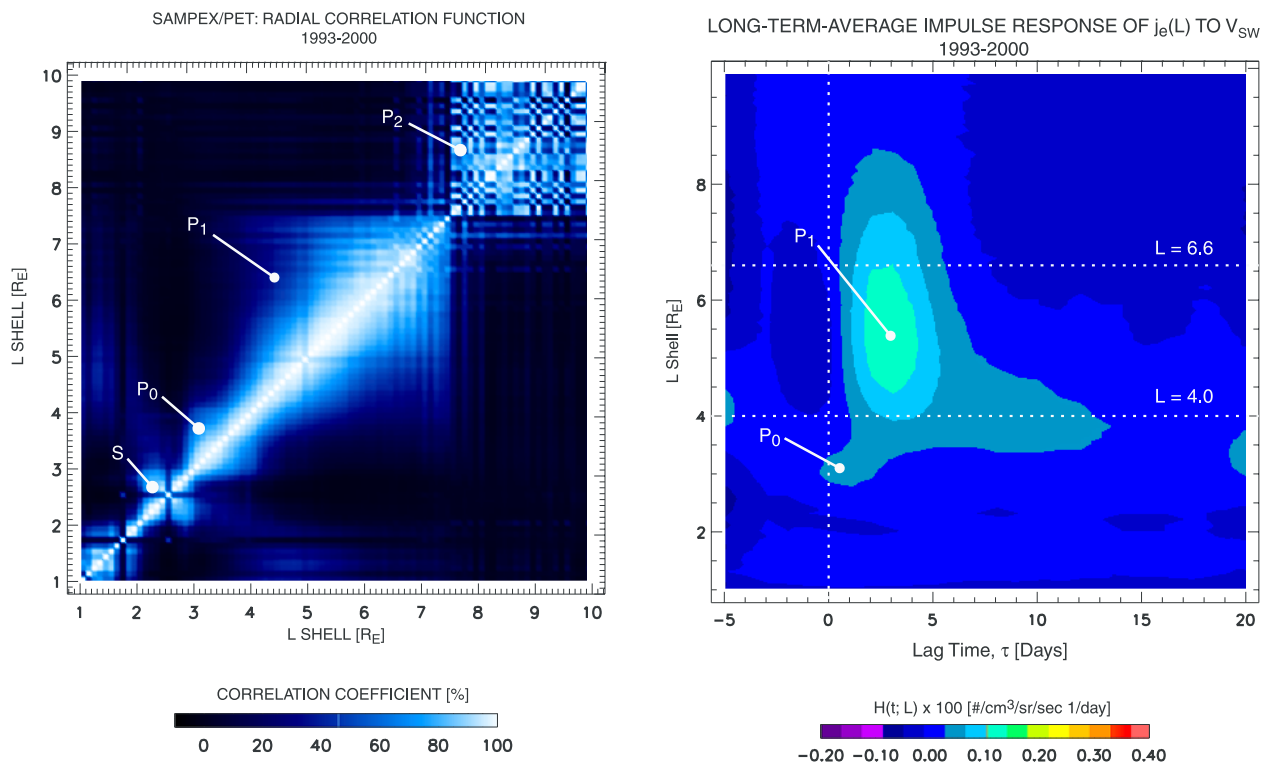 SAMPEX/PET: RADIAL CORRELATION FUNCTION
1993-2000
10
9
8
7
6
5
4
3
2
1
L SHELL [RE]
P2
P1
P0
S
1 2 3 4 5 6 7 8 9 10
L SHELL [RE]
CORRELATION COEFFICIENT [%]
0 20 40 60 80 100
LONG-TERM-AVERAGE IMPULSE RESPONSE OF je(L) TO VSW
1993-2000
8
6
4
2
L Shell [RE]
P1
L = 6.6
L = 4.0
P0
-5 0 5 10 15 20
Lag Time, τ [Days]
H(t; L) x 100 [#/cm³/sr/sec 1/day]
-0.20 -0.10 0.00 0.10 0.20 0.30 0.40